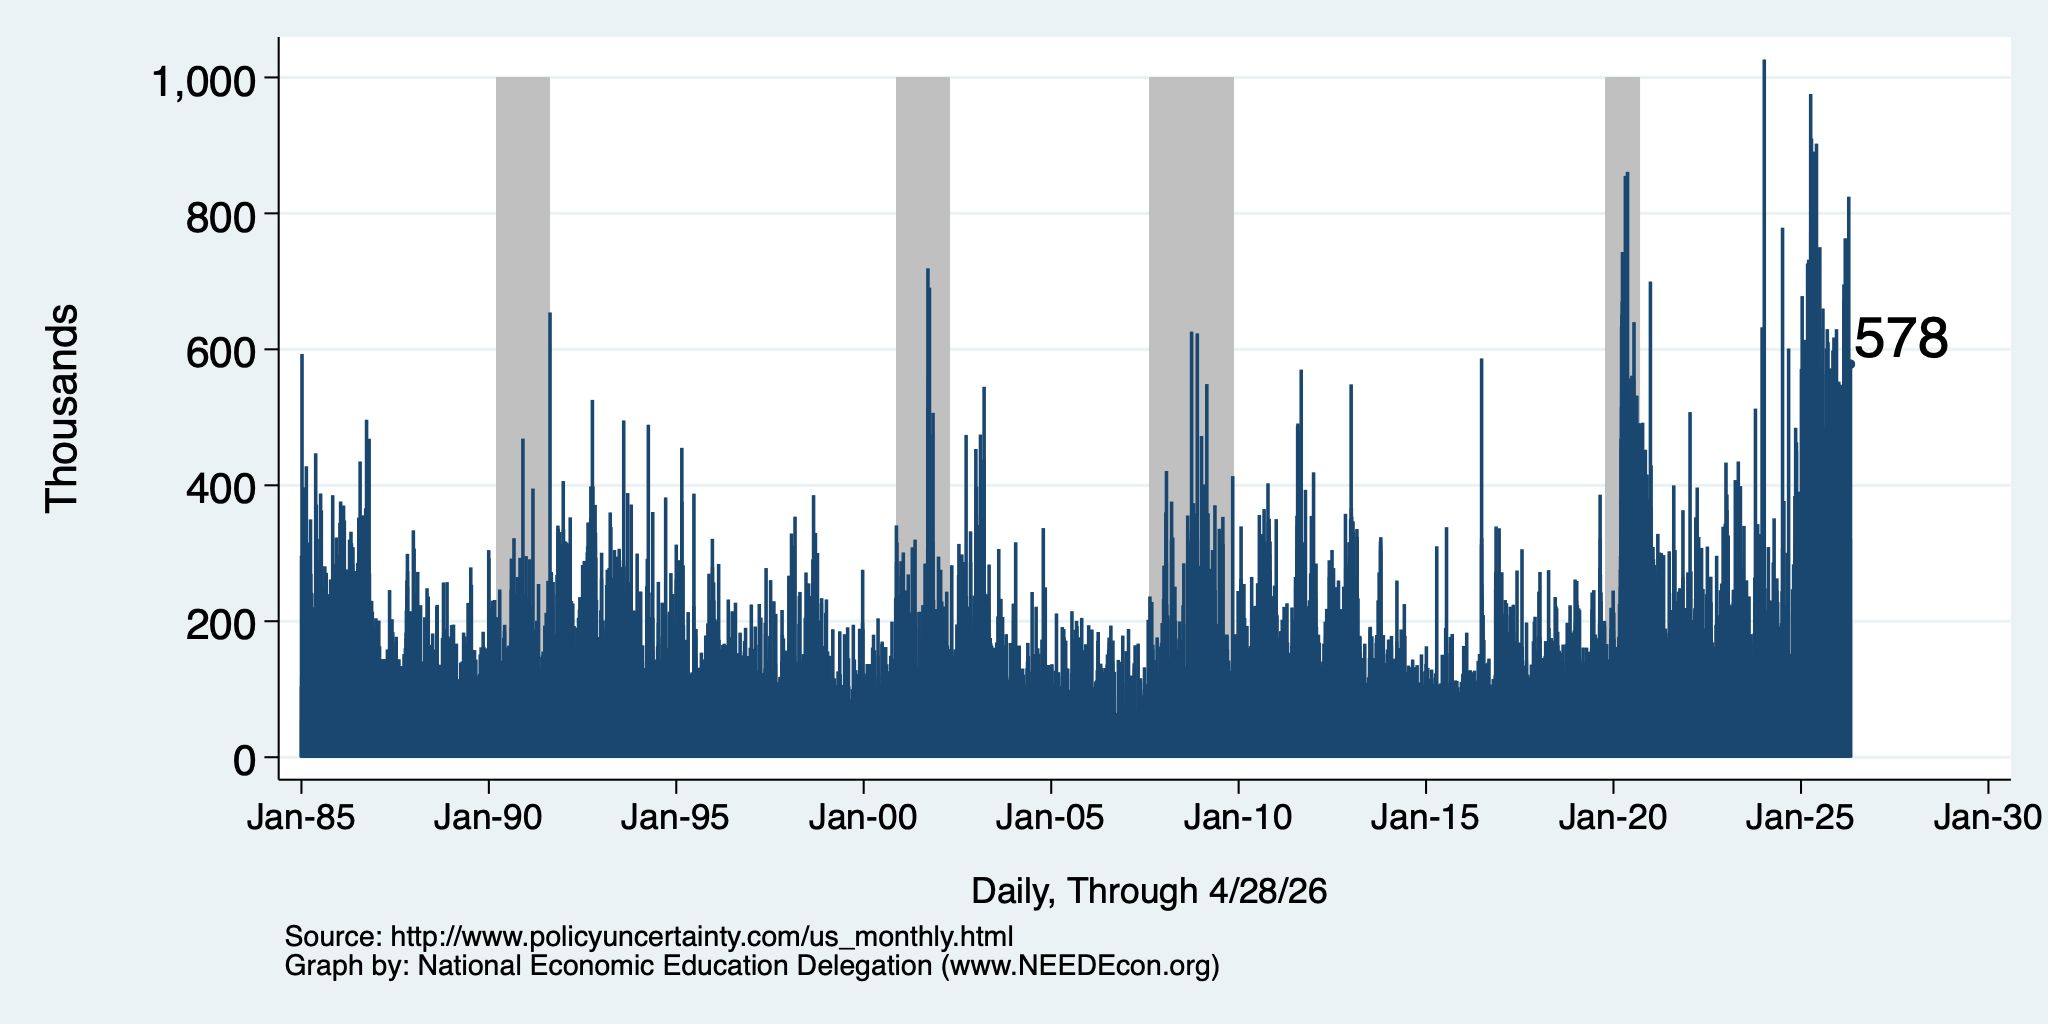 Thousands
1,000
800
600
400
200
0
578
Jan-85 Jan-90 Jan-95 Jan-00 Jan-05 Jan-10 Jan-15 Jan-20 Jan-25 Jan-30
Daily, Through 4/28/26
Source: http://www.policyuncertainty.com/us_monthly.html
Graph by: National Economic Education Delegation (www.NEEDEcon.org)